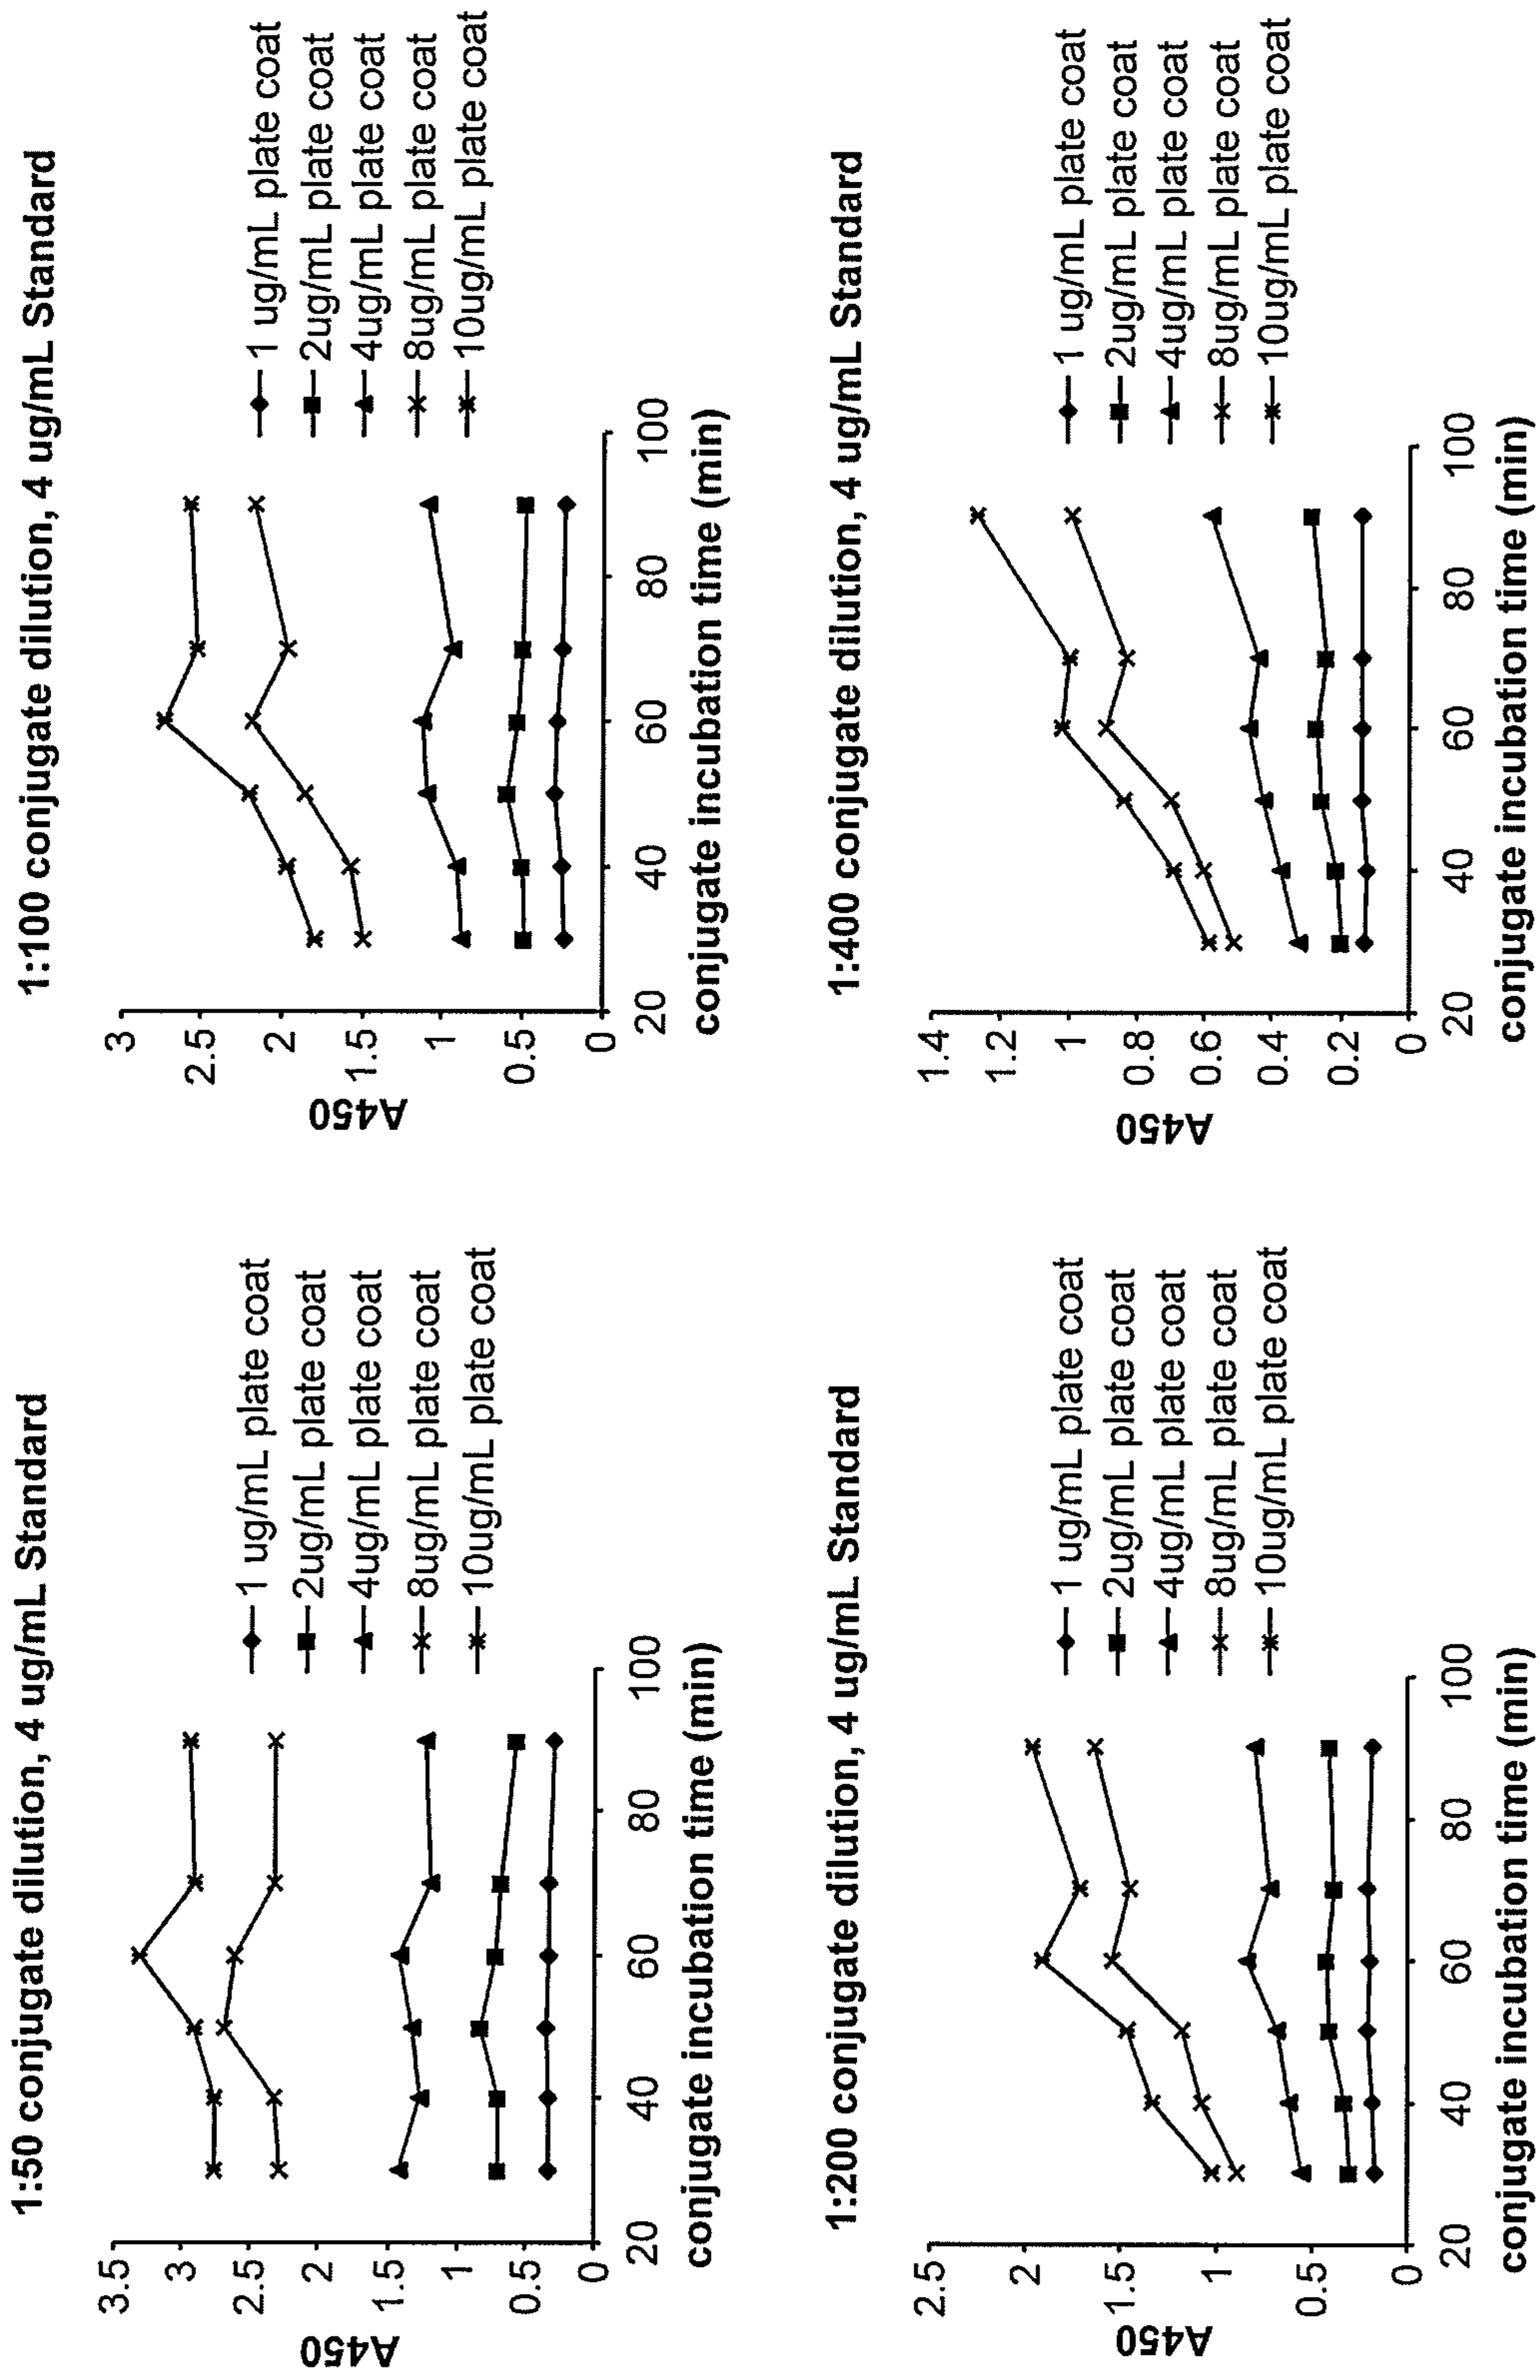 1:50 conjugate dilution, 4 ug/mL Standard
3.5
3
2.5
2
1.5
1
0.5
0
A450
20
40
60
80
100
conjugate incubation time (min)
1 ug/mL plate coat
2ug/mL plate coat
4ug/mL plate coat
8ug/mL plate coat
10ug/mL plate coat
1:100 conjugate dilution, 4 ug/mL Standard
3
2.5
2
1.5
1
0.5
0
A450
20
40
60
80
100
conjugate incubation time (min)
1 ug/mL plate coat
2ug/mL plate coat
4ug/mL plate coat
8ug/mL plate coat
10ug/mL plate coat
1:200 conjugate dilution, 4 ug/mL Standard
2.5
2
1.5
1
0.5
0
A450
20
40
60
80
100
conjugate incubation time (min)
1 ug/mL plate coat
2ug/mL plate coat
4ug/mL plate coat
8ug/mL plate coat
10ug/mL plate coat
1:400 conjugate dilution, 4 ug/mL Standard
1.4
1.2
1
0.8
0.6
0.4
0.2
0
A450
20
40
60
80
100
conjugate incubation time (min)
1 ug/mL plate coat
2ug/mL plate coat
4ug/mL plate coat
8ug/mL plate coat
10ug/mL plate coat